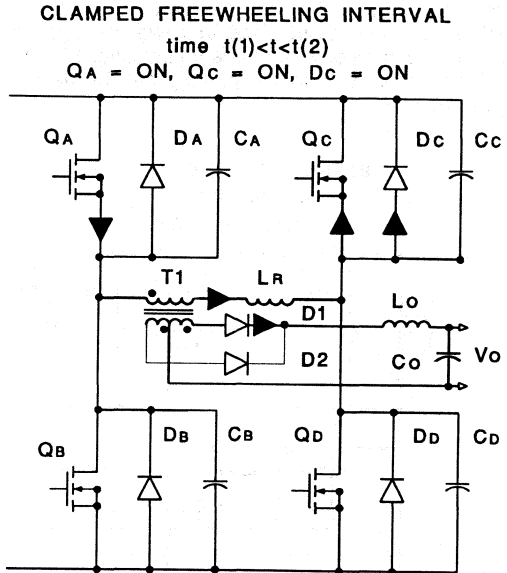 CLAMPED FREEWHEELING INTERVAL
time t(1)<t<t(2)
QA = ON, QC = ON, DC = ON
QA DA CA QC DC CC
T1 LR
D1 LO
D2 CO VO
QB DB CB QD DD CD